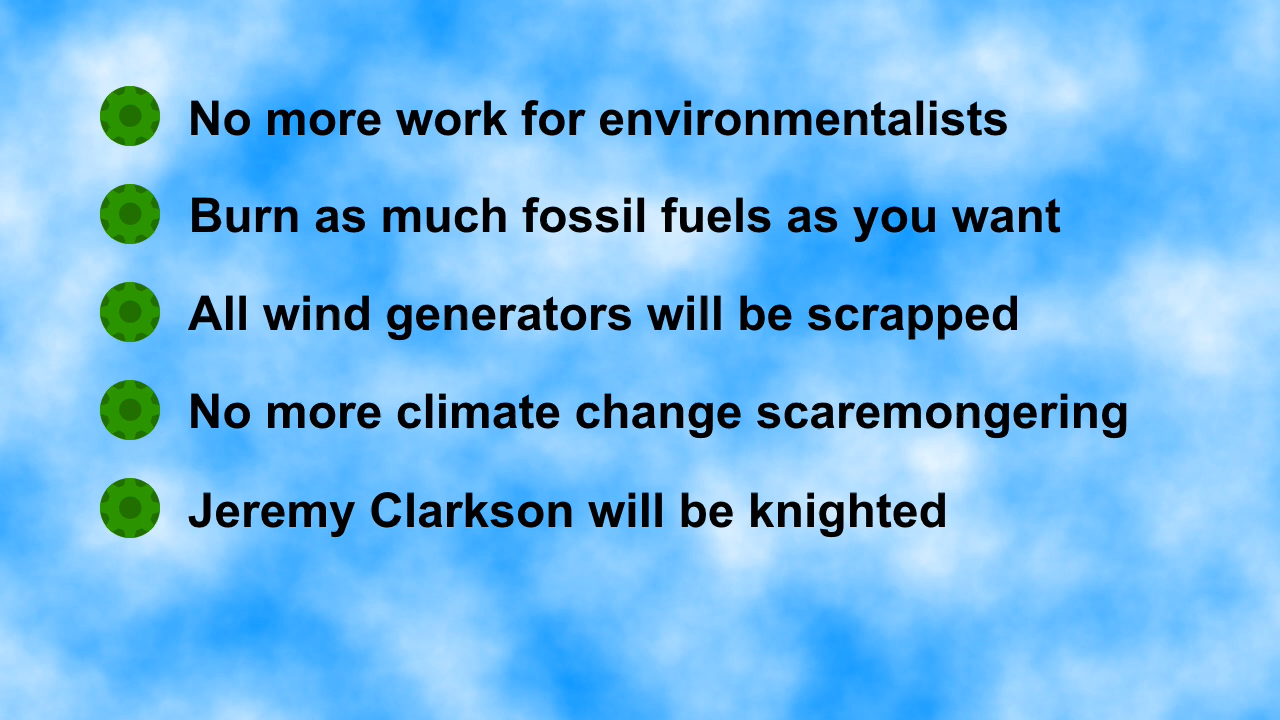 No more work for environmentalists
Burn as much fossil fuels as you want
All wind generators will be scrapped
No more climate change scaremongering
Jeremy Clarkson will be knighted